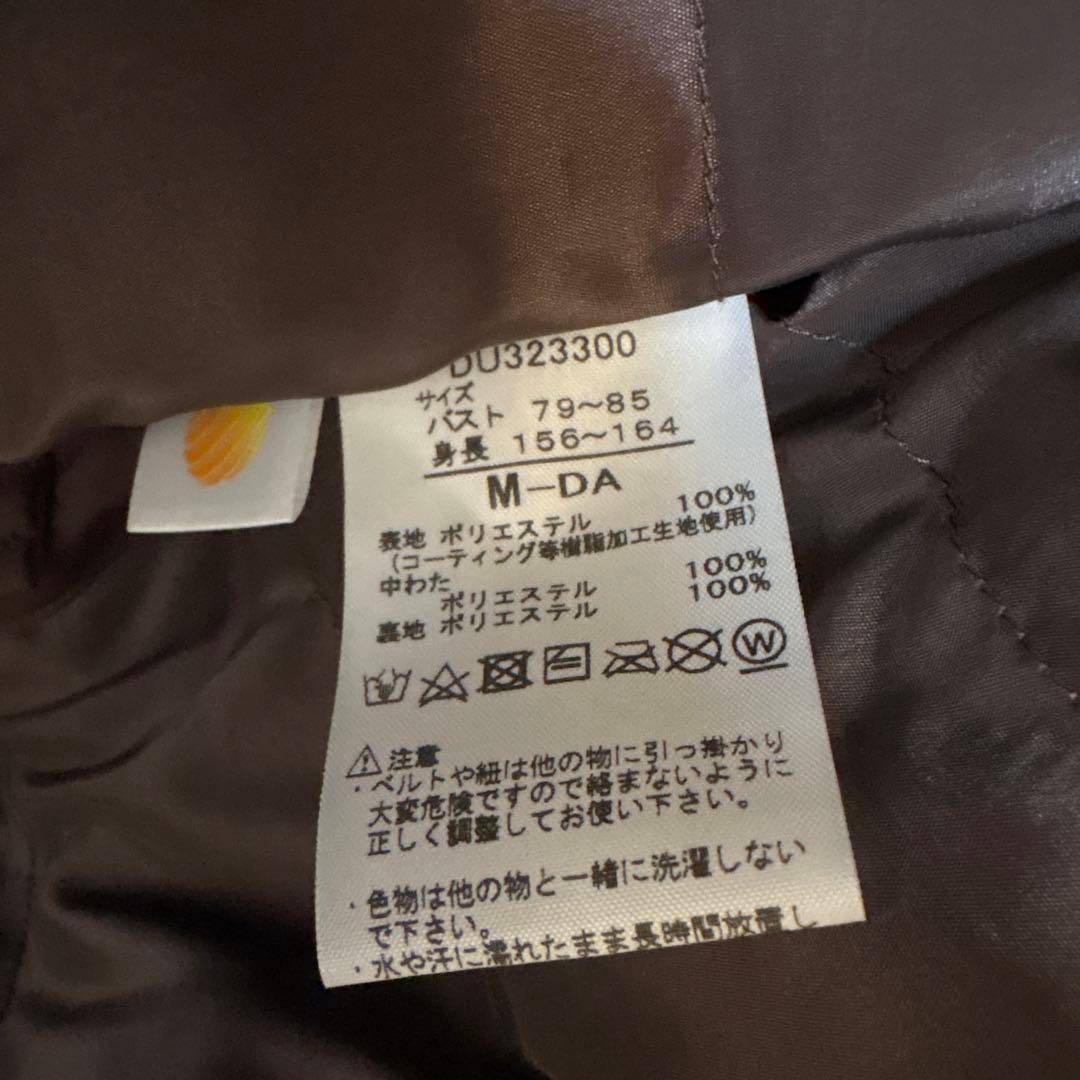 DU323300
サイズ
バスト 79~85
身長 156~164
M-DA
表地 ポリエステル 100%
(コーティング等樹脂加工生地使用)
中わた
ポリエステル 100%
裏地 ポリエステル 100%
W
⚠注意
・ベルトや紐は他の物に引っ掛かり
大変危険ですので絡まないように
正しく調整してお使い下さい。
・色物は他の物と一緒に洗濯しない
で下さい。
・水や汗に濡れたまま長時間放置し